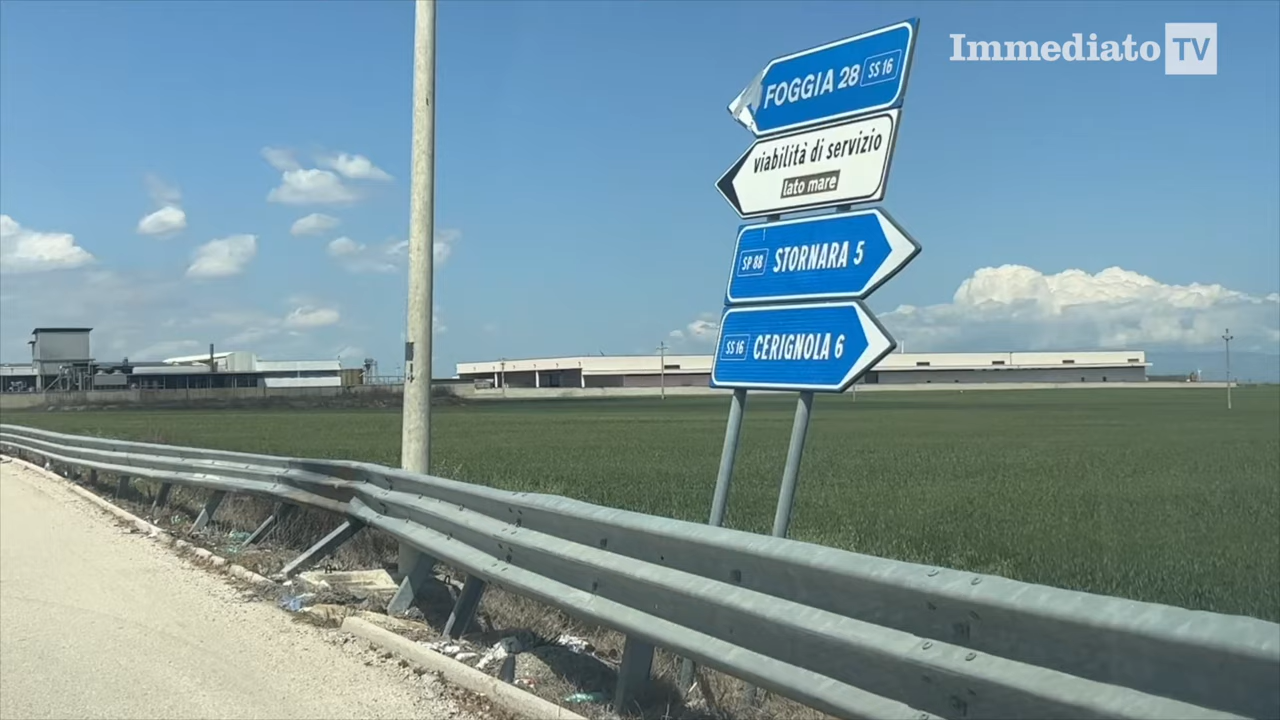 Immediato TV
FOGGIA 28 SS 16
viabilità di servizio
lato mare
SP 88 STORNARA 5
SS 16 CERIGNOLA 6